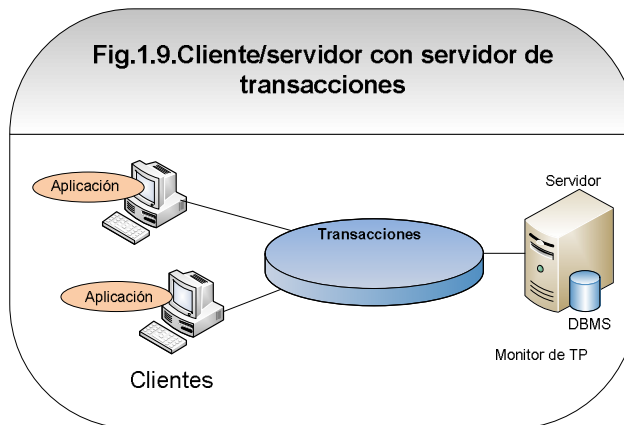 Fig.1.9.Cliente/servidor con servidor de
transacciones
Aplicación
Servidor
Transacciones
Aplicación
DBMS
Monitor de TP
Clientes